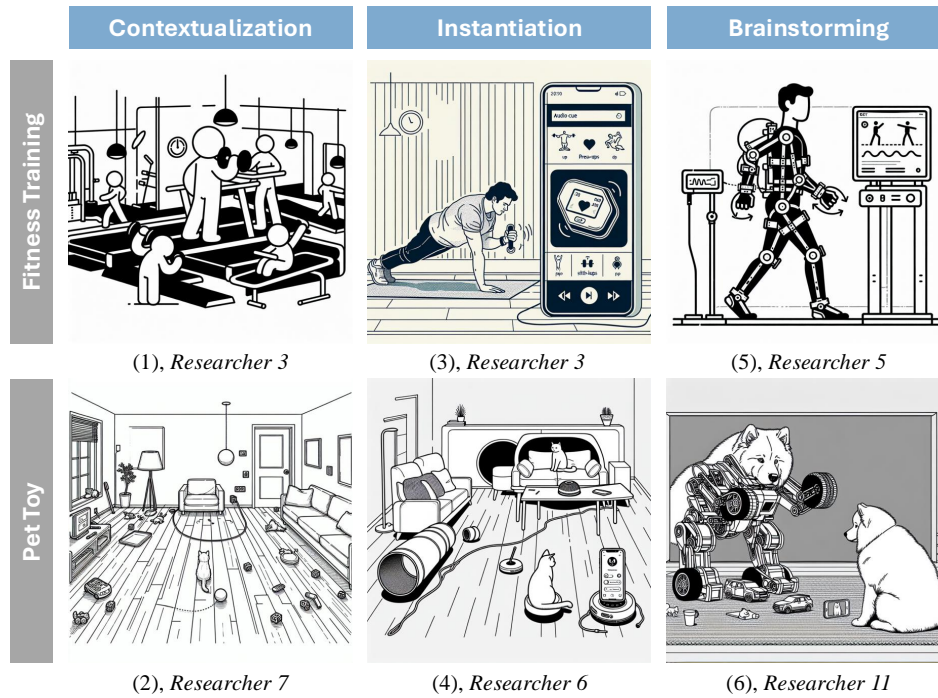 Contextualization
Instantiation
Brainstorming
Fitness Training
Audio cue
up
Press-ups
(1), Researcher 3
(3), Researcher 3
(5), Researcher 5
Pet Toy
(2), Researcher 7
(4), Researcher 6
(6), Researcher 11